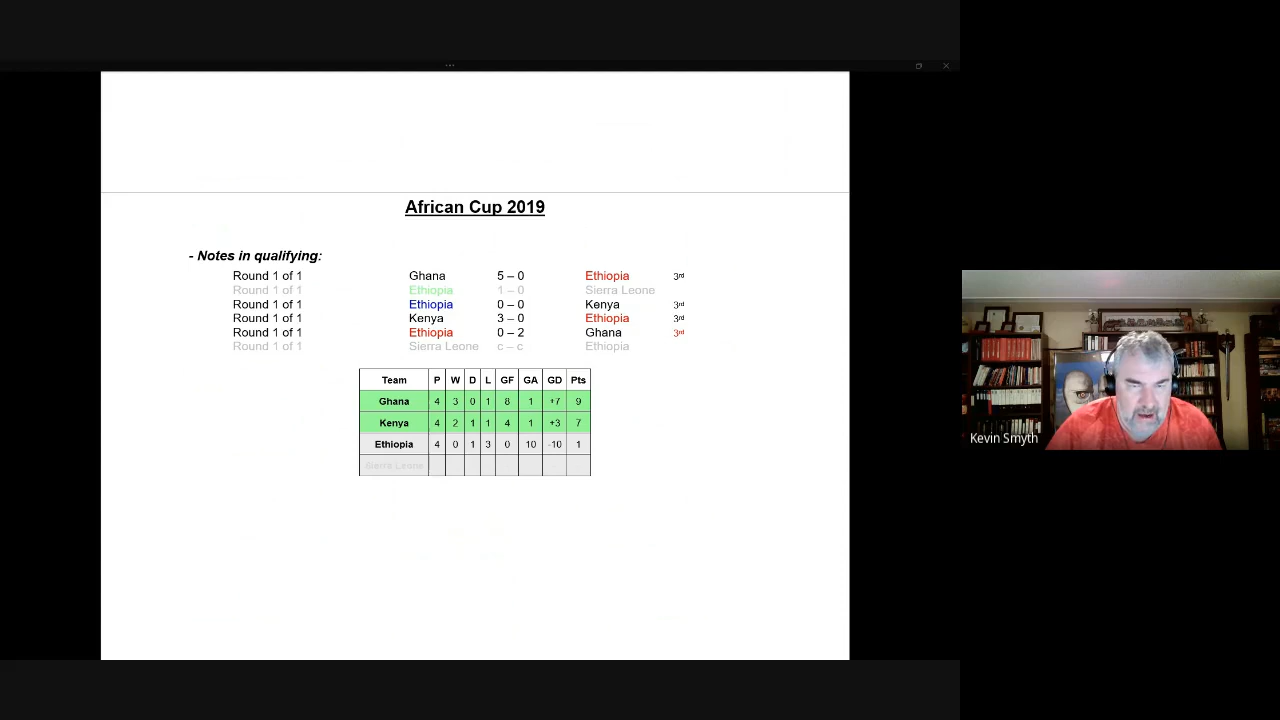 African Cup 2019
- Notes in qualifying:
Round 1 of 1 Ghana 5 – 0 Ethiopia 3rd
Round 1 of 1 Ethiopia 1 – 0 Sierra Leone
Round 1 of 1 Ethiopia 0 – 0 Kenya 3rd
Round 1 of 1 Kenya 3 – 0 Ethiopia 3rd
Round 1 of 1 Ethiopia 0 – 2 Ghana 3rd
Round 1 of 1 Sierra Leone c – c Ethiopia
Team P W D L GF GA GD Pts
Ghana 4 3 0 1 8 1 +7 9
Kenya 4 2 1 1 4 1 +3 7
Ethiopia 4 0 1 3 0 10 -10 1
Sierra Leone
Kevin Smyth